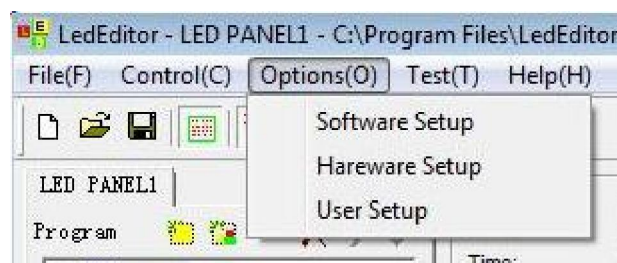 LedEditor - LED PANEL1 - C:\Program Files\LedEditor
File(F) Control(C) Options(O) Test(T) Help(H)
Software Setup
Hareware Setup
User Setup
LED PANEL1
Program
Time: